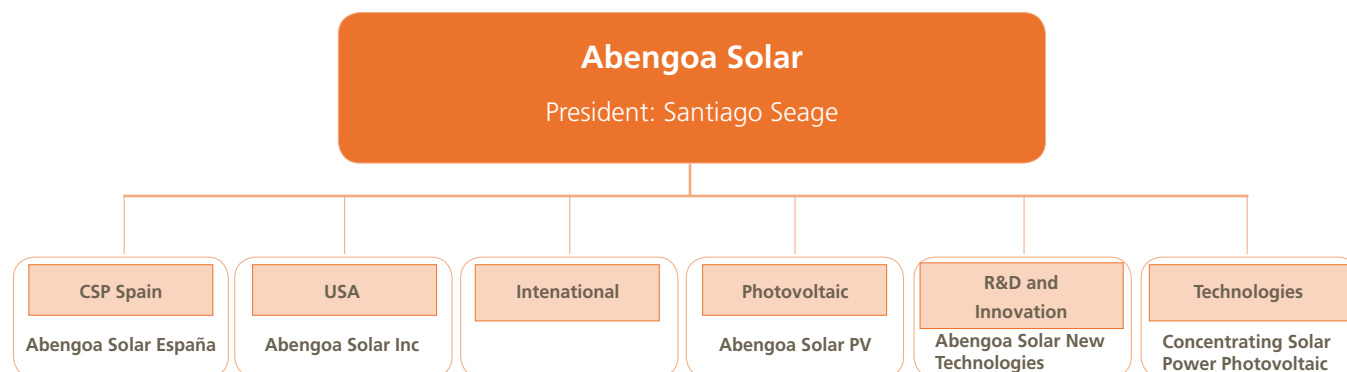 Abengoa Solar
President: Santiago Seage
CSP Spain
Abengoa Solar España
USA
Abengoa Solar Inc
Intenational
Photovoltaic
Abengoa Solar PV
R&D and
Innovation
Abengoa Solar New
Technologies
Technologies
Concentrating Solar
Power Photovoltaic